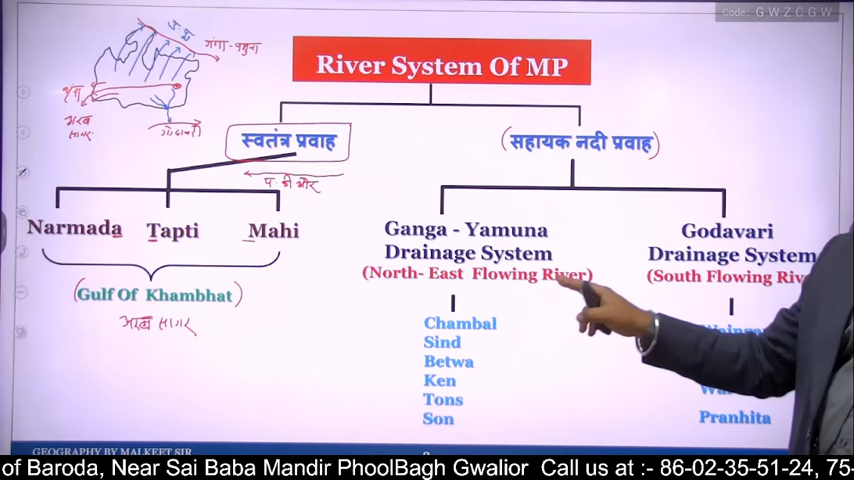 Code: G W Z C G W
River System Of MP
गंगा - यमुना
अरब
सागर
गोदावरी
स्वतंत्र प्रवाह
(सहायक नदी प्रवाह)
प. की ओर
Narmada
Tapti
Mahi
(Gulf Of Khambhat)
अरब सागर
Ganga - Yamuna
Drainage System
(North- East Flowing River)
Chambal
Sind
Betwa
Ken
Tons
Son
Godavari
Drainage System
(South Flowing
Pranhita
GEOGRAPHY BY MALKEET SIR
of Baroda, Near Sai Baba Mandir PhoolBagh Gwalior Call us at :- 86-02-35-51-24, 75-